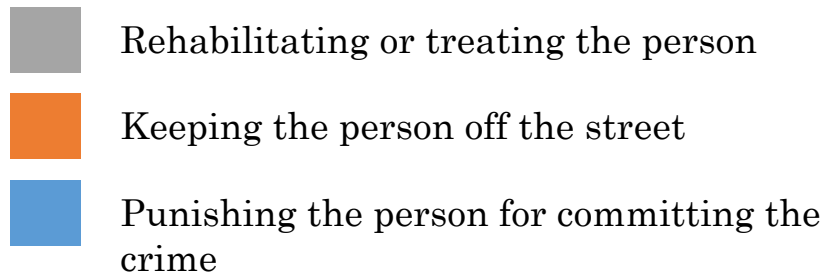 Rehabilitating or treating the person
Keeping the person off the street
Punishing the person for committing the
crime